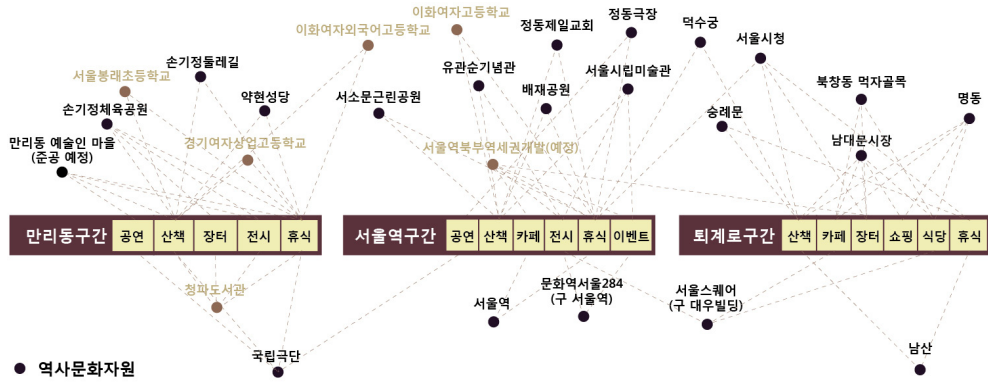 이화여자고등학교
정동극장
이화여자외국어고등학교
정동제일교회
덕수궁
서울시청
손기정둘레길
유관순기념관
서울시립미술관
서울봉래초등학교
북창동 먹자골목
배재공원
약현성당
서소문근린공원
명동
손기정체육공원
숭례문
만리동 예술인 마을
(준공 예정)
경기여자상업고등학교
서울역북부역세권개발(예정)
남대문시장
만리동구간 공연 산책 장터 전시 휴식
서울역구간 공연 산책 카페 전시 휴식 이벤트
퇴계로구간 산책 카페 장터 쇼핑 식당 휴식
청파도서관
서울역
문화역서울284
(구 서울역)
서울스퀘어
(구 대우빌딩)
국립극단
남산
역사문화자원